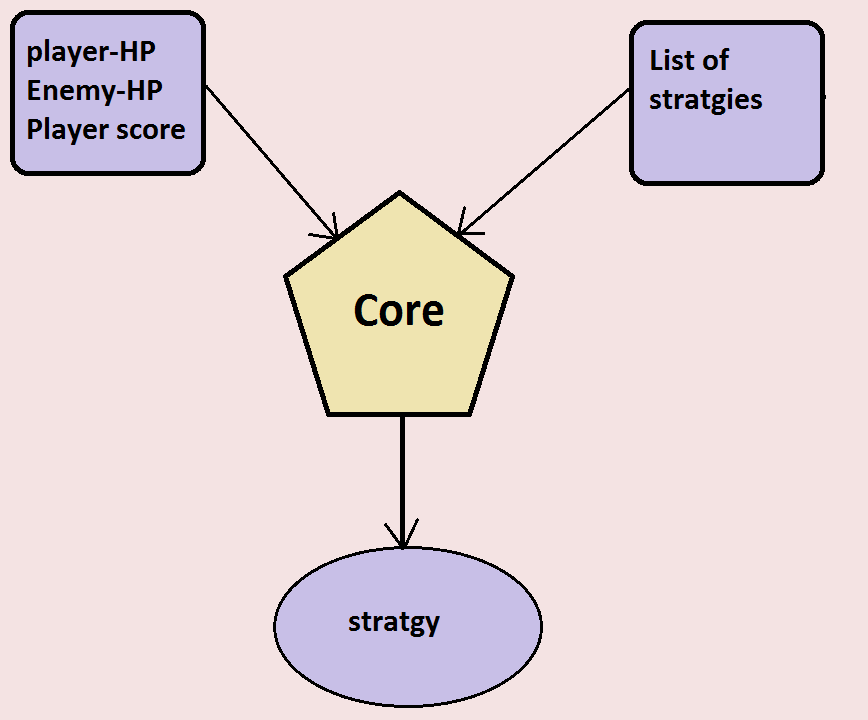 player-HP
Enemy-HP
Player score
List of
stratgies
Core
stratgy